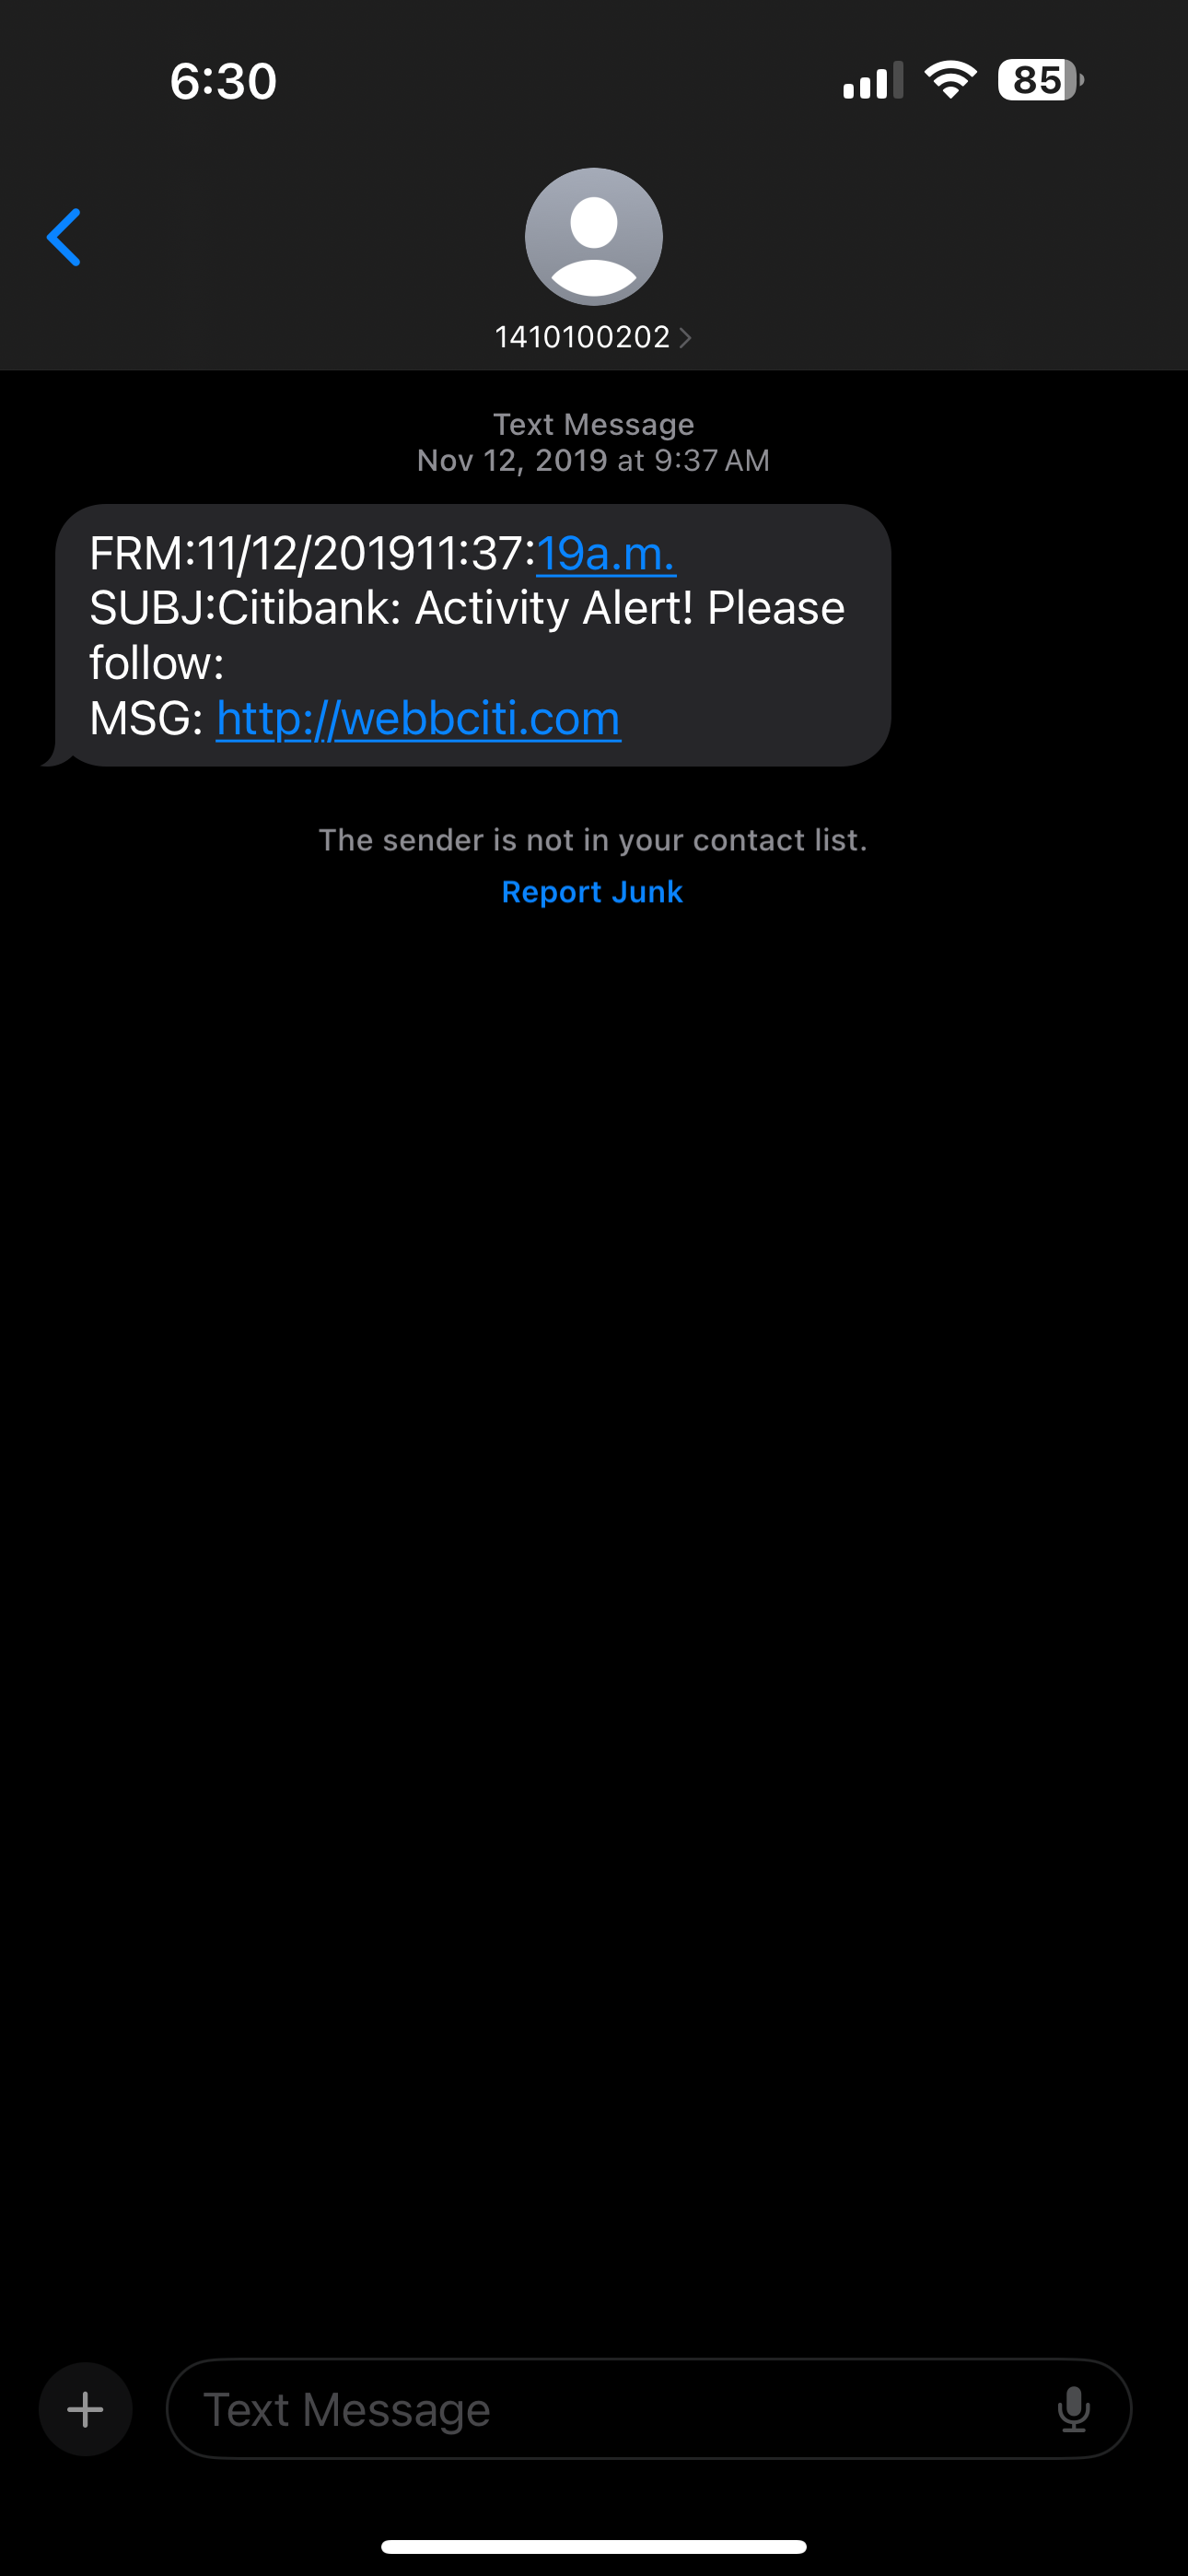 6:30
85
1410100202
Text Message
Nov 12, 2019 at 9:37 AM
FRM:11/12/201911:37:19a.m.
SUBJ:Citibank: Activity Alert! Please
follow:
MSG: http://webbciti.com
The sender is not in your contact list.
Report Junk
Text Message